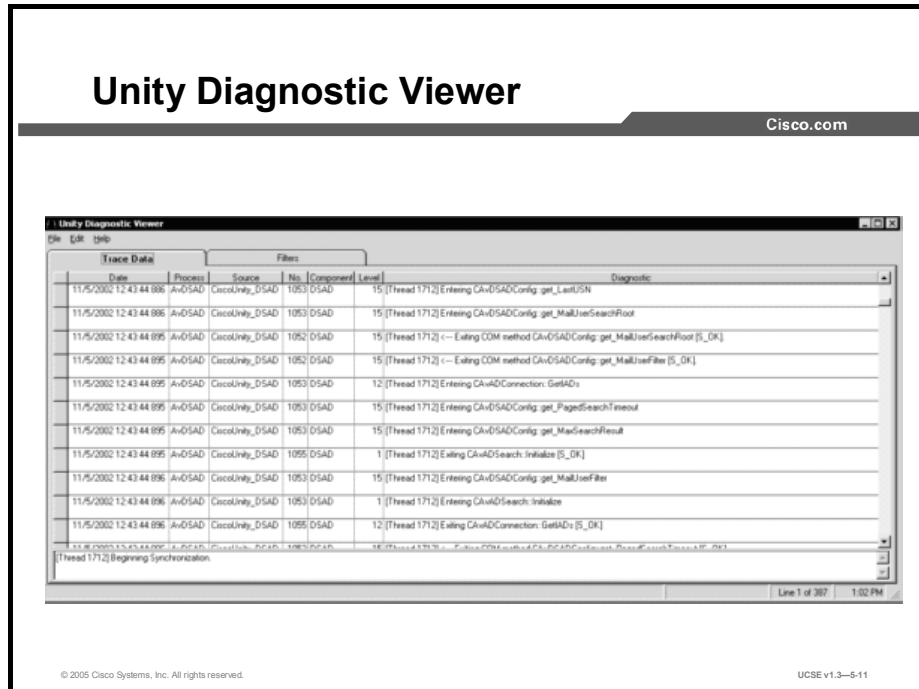 Unity Diagnostic Viewer
Cisco.com
Unity Diagnostic Viewer
File Edit Help
Trace Data Filters
Date Process Source No. Component Level Diagnostic
11/5/2002 12:43:44:886 AvDSAD CiscoUnity_DSAD 1053 DSAD 15 [Thread 1712] Entering CAvDSADConfig::get_LastUSN
11/5/2002 12:43:44:886 AvDSAD CiscoUnity_DSAD 1053 DSAD 15 [Thread 1712] Entering CAvDSADConfig::get_MailUserSearchRoot
11/5/2002 12:43:44:895 AvDSAD CiscoUnity_DSAD 1052 DSAD 15 [Thread 1712] <-- Exiting COM method CAvDSADConfig::get_MailUserSearchRoot [S_OK].
11/5/2002 12:43:44:895 AvDSAD CiscoUnity_DSAD 1052 DSAD 15 [Thread 1712] <-- Exiting COM method CAvDSADConfig::get_MailUserFilter [S_OK].
11/5/2002 12:43:44:895 AvDSAD CiscoUnity_DSAD 1053 DSAD 12 [Thread 1712] Entering CAvADConnection::GetIADs
11/5/2002 12:43:44:895 AvDSAD CiscoUnity_DSAD 1053 DSAD 15 [Thread 1712] Entering CAvDSADConfig::get_PagedSearchTimeout
11/5/2002 12:43:44:895 AvDSAD CiscoUnity_DSAD 1053 DSAD 15 [Thread 1712] Entering CAvDSADConfig::get_MaxSearchResult
11/5/2002 12:43:44:895 AvDSAD CiscoUnity_DSAD 1055 DSAD 1 [Thread 1712] Exiting CAvADSearch::Initialize [S_OK]
11/5/2002 12:43:44:896 AvDSAD CiscoUnity_DSAD 1053 DSAD 15 [Thread 1712] Entering CAvDSADConfig::get_MailUserFilter
11/5/2002 12:43:44:896 AvDSAD CiscoUnity_DSAD 1053 DSAD 1 [Thread 1712] Entering CAvADSearch::Initialize
11/5/2002 12:43:44:896 AvDSAD CiscoUnity_DSAD 1055 DSAD 12 [Thread 1712] Exiting CAvADConnection::GetIADs [S_OK]
[Thread 1712] Beginning Synchronization.
Line 1 of 387 1:02 PM
© 2005 Cisco Systems, Inc. All rights reserved.
UCSE v1.3—5-11